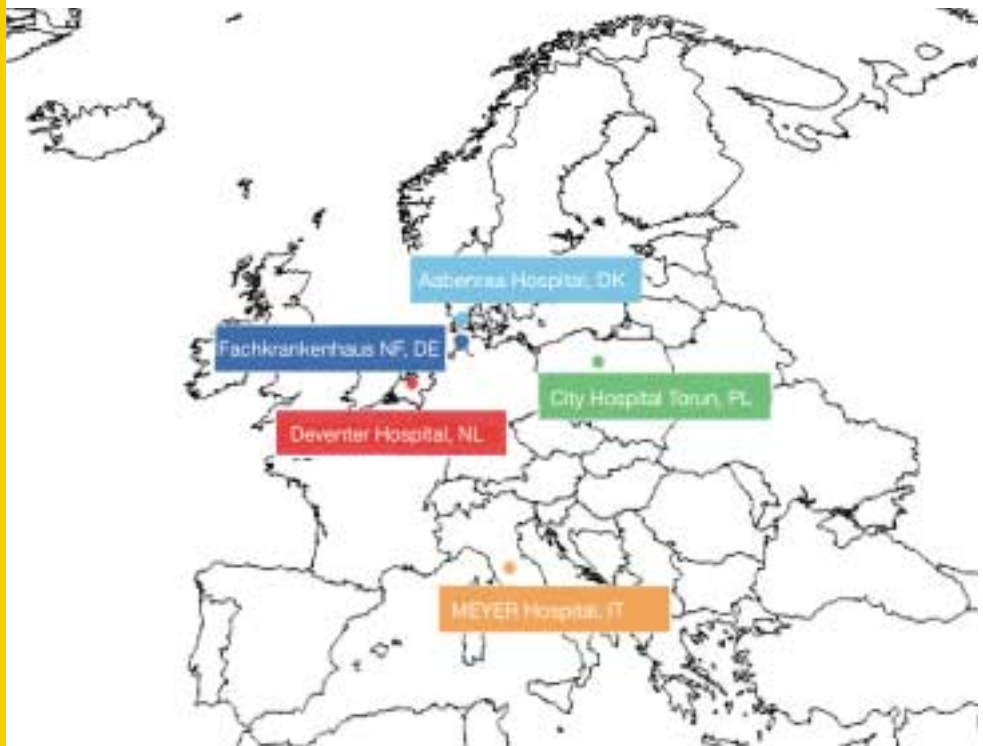 Aabenraa Hospital, DK
Fachkrankenhaus NF, DE
City Hospital Torun, PL
Deventer Hospital, NL
MEYER Hospital, IT